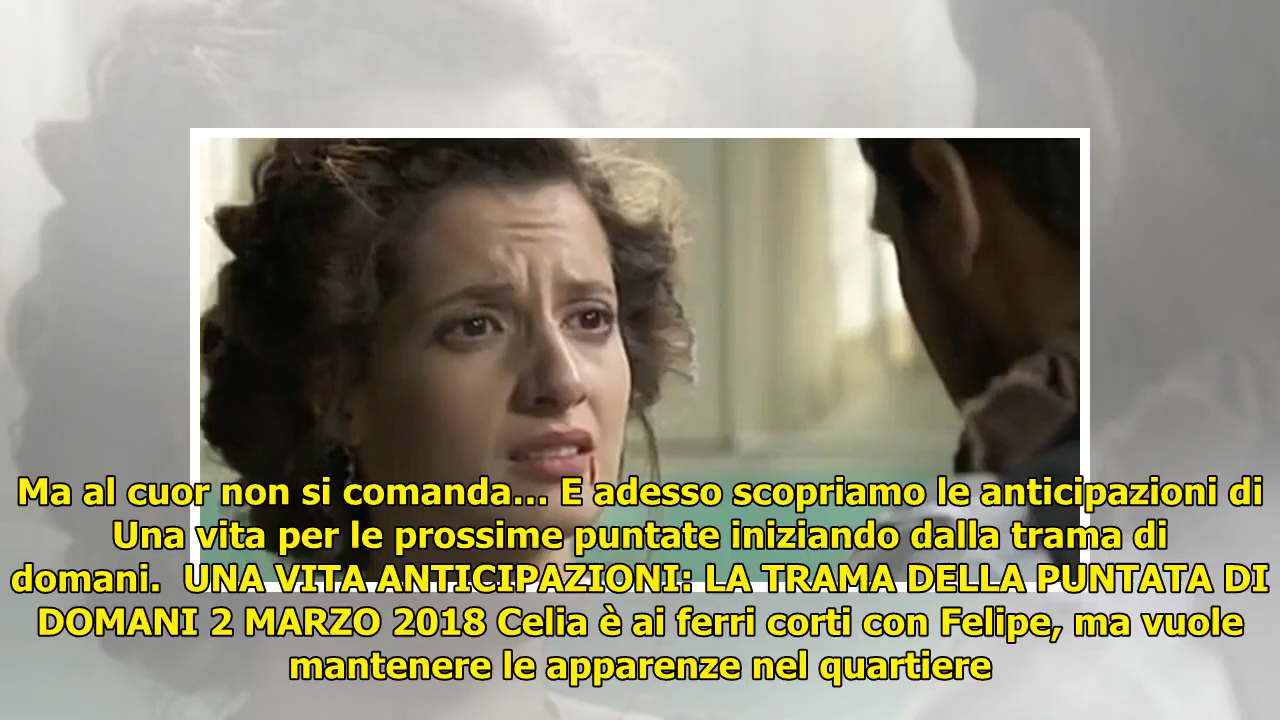 Ma al cuor non si comanda... E adesso scopriamo le anticipazioni di
Una vita per le prossime puntate iniziando dalla trama di
domani.  UNA VITA ANTICIPAZIONI: LA TRAMA DELLA PUNTATA DI
DOMANI 2 MARZO 2018 Celia è ai ferri corti con Felipe, ma vuole
mantenere le apparenze nel quartiere